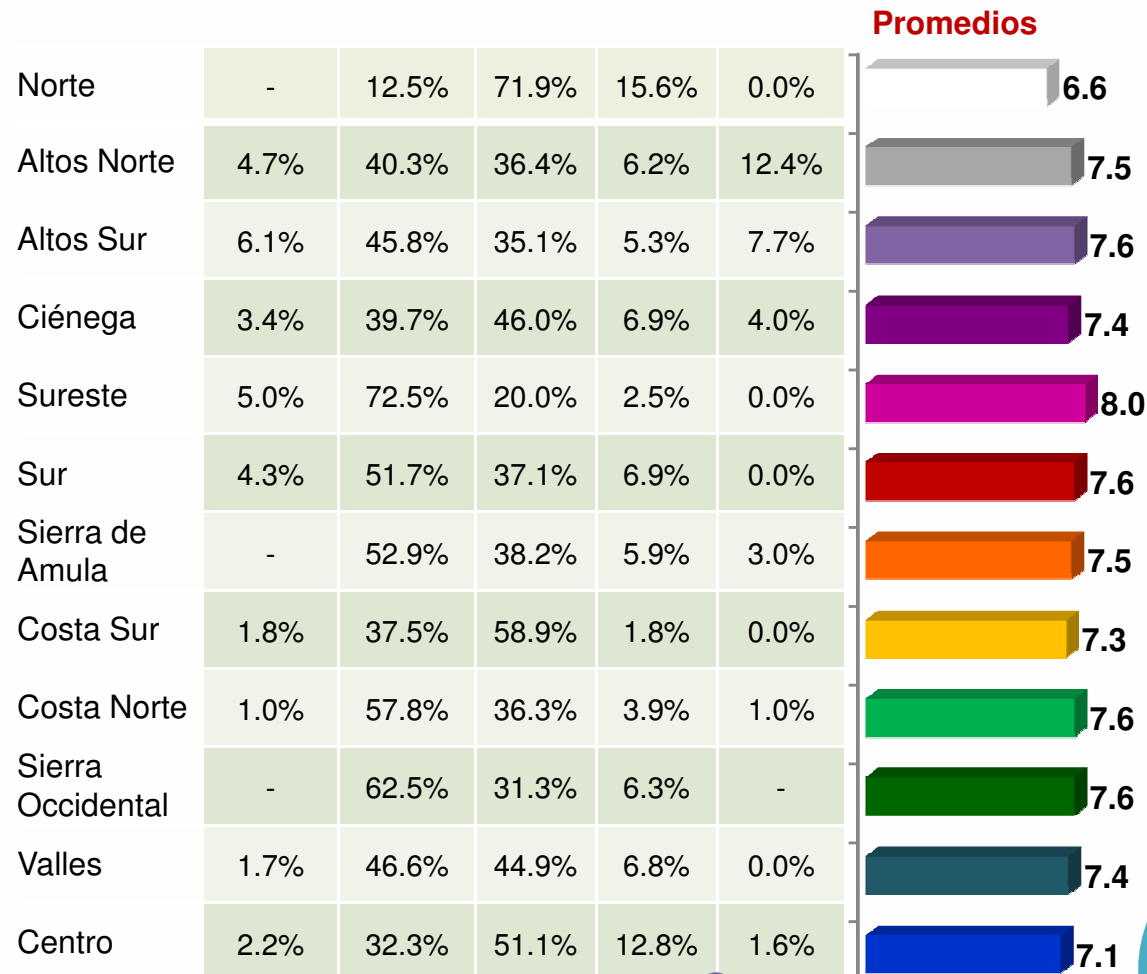 Promedios
Norte - 12.5% 71.9% 15.6% 0.0% 6.6
Altos Norte 4.7% 40.3% 36.4% 6.2% 12.4% 7.5
Altos Sur 6.1% 45.8% 35.1% 5.3% 7.7% 7.6
Ciénega 3.4% 39.7% 46.0% 6.9% 4.0% 7.4
Sureste 5.0% 72.5% 20.0% 2.5% 0.0% 8.0
Sur 4.3% 51.7% 37.1% 6.9% 0.0% 7.6
Sierra de
Amula - 52.9% 38.2% 5.9% 3.0% 7.5
Costa Sur 1.8% 37.5% 58.9% 1.8% 0.0% 7.3
Costa Norte 1.0% 57.8% 36.3% 3.9% 1.0% 7.6
Sierra
Occidental - 62.5% 31.3% 6.3% - 7.6
Valles 1.7% 46.6% 44.9% 6.8% 0.0% 7.4
Centro 2.2% 32.3% 51.1% 12.8% 1.6% 7.1